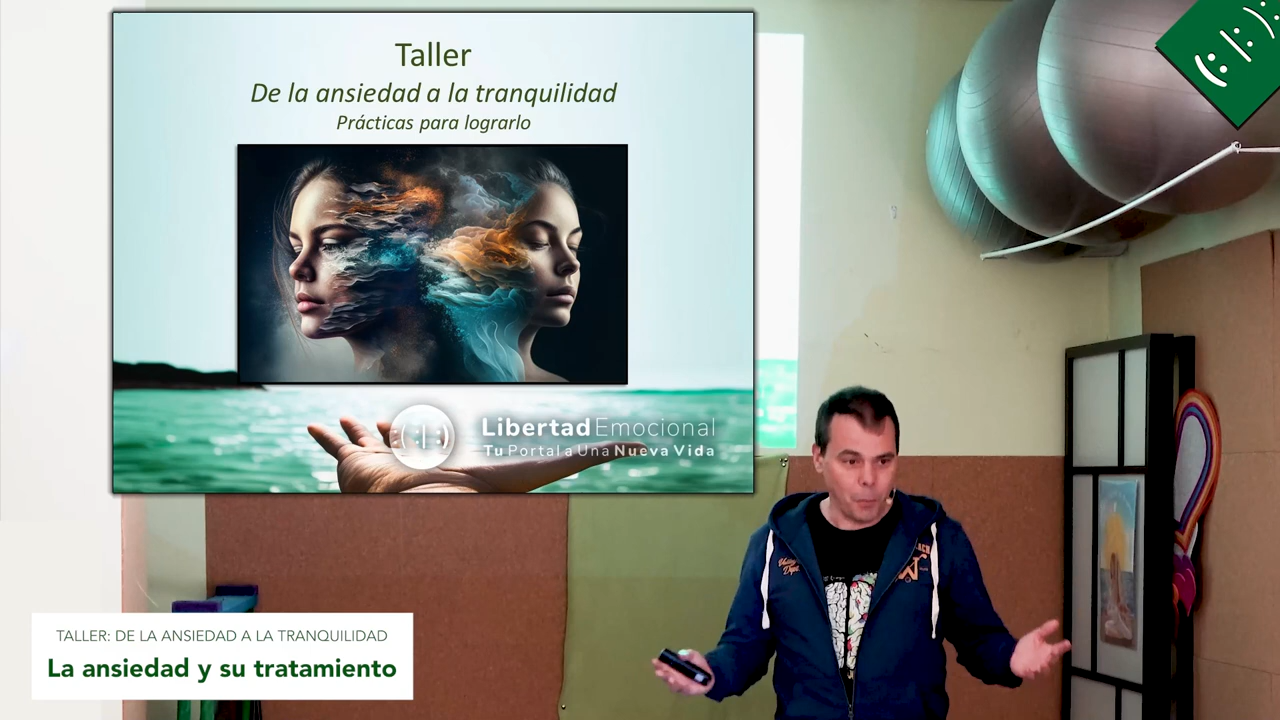 Taller
De la ansiedad a la tranquilidad
Prácticas para lograrlo
Libertad Emocional
Tu Portal a Una Nueva Vida
TALLER: DE LA ANSIEDAD A LA TRANQUILIDAD
La ansiedad y su tratamiento